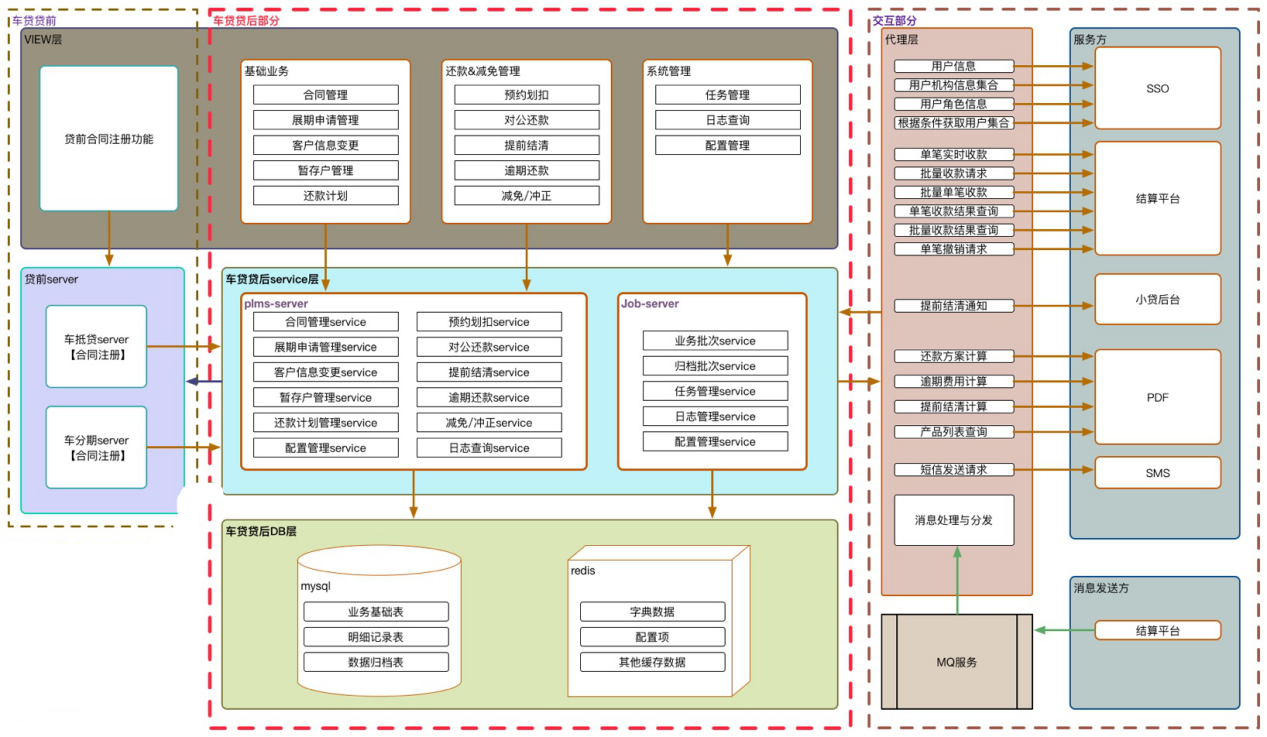 车贷贷前
VIEW层
贷前合同注册功能
贷前server
车抵贷server
【合同注册】
车分期server
【合同注册】
车贷贷后部分
基础业务
合同管理
展期申请管理
客户信息变更
暂存户管理
还款计划
还款&减免管理
预约划扣
对公还款
提前结清
逾期还款
减免/冲正
系统管理
任务管理
日志查询
配置管理
车贷贷后service层
plms-server
合同管理service
展期申请管理service
客户信息变更service
暂存户管理service
还款计划管理service
配置管理service
预约划扣service
对公还款service
提前结清service
逾期还款service
减免/冲正service
日志查询service
Job-server
业务批次service
归档批次service
任务管理service
日志管理service
配置管理service
车贷贷后DB层
mysql
业务基础表
明细记录表
数据归档表
redis
字典数据
配置项
其他缓存数据
交互部分
代理层
用户信息
用户机构信息集合
用户角色信息
根据条件获取用户集合
单笔实时收款
批量收款请求
批量单笔收款
单笔收款结果查询
批量收款结果查询
单笔撤销请求
提前结清通知
还款方案计算
逾期费用计算
提前结清计算
产品列表查询
短信发送请求
消息处理与分发
MQ服务
服务方
SSO
结算平台
小贷后台
PDF
SMS
消息发送方
结算平台